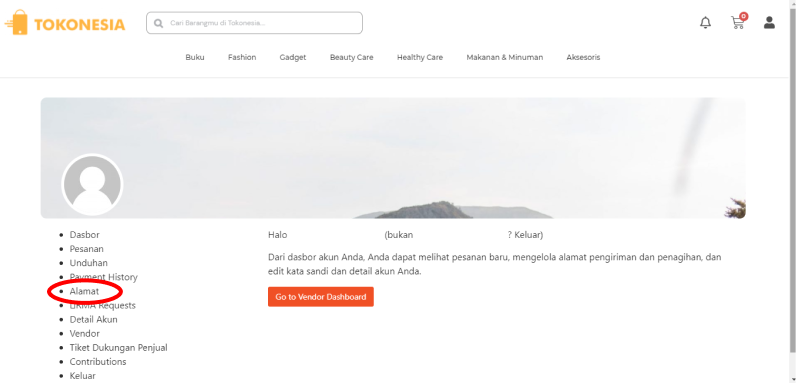 TOKONESIA
Cari Barangmu di Tokonesia...
0
Buku Fashion Gadget Beauty Care Healthy Care Makanan & Minuman Aksesoris
Dasbor
Pesanan
Unduhan
Payment History
Alamat
RMA Requests
Detail Akun
Vendor
Tiket Dukungan Penjual
Contributions
Keluar
Halo (bukan ? Keluar)
Dari dasbor akun Anda, Anda dapat melihat pesanan baru, mengelola alamat pengiriman dan penagihan, dan
edit kata sandi dan detail akun Anda.
Go to Vendor Dashboard